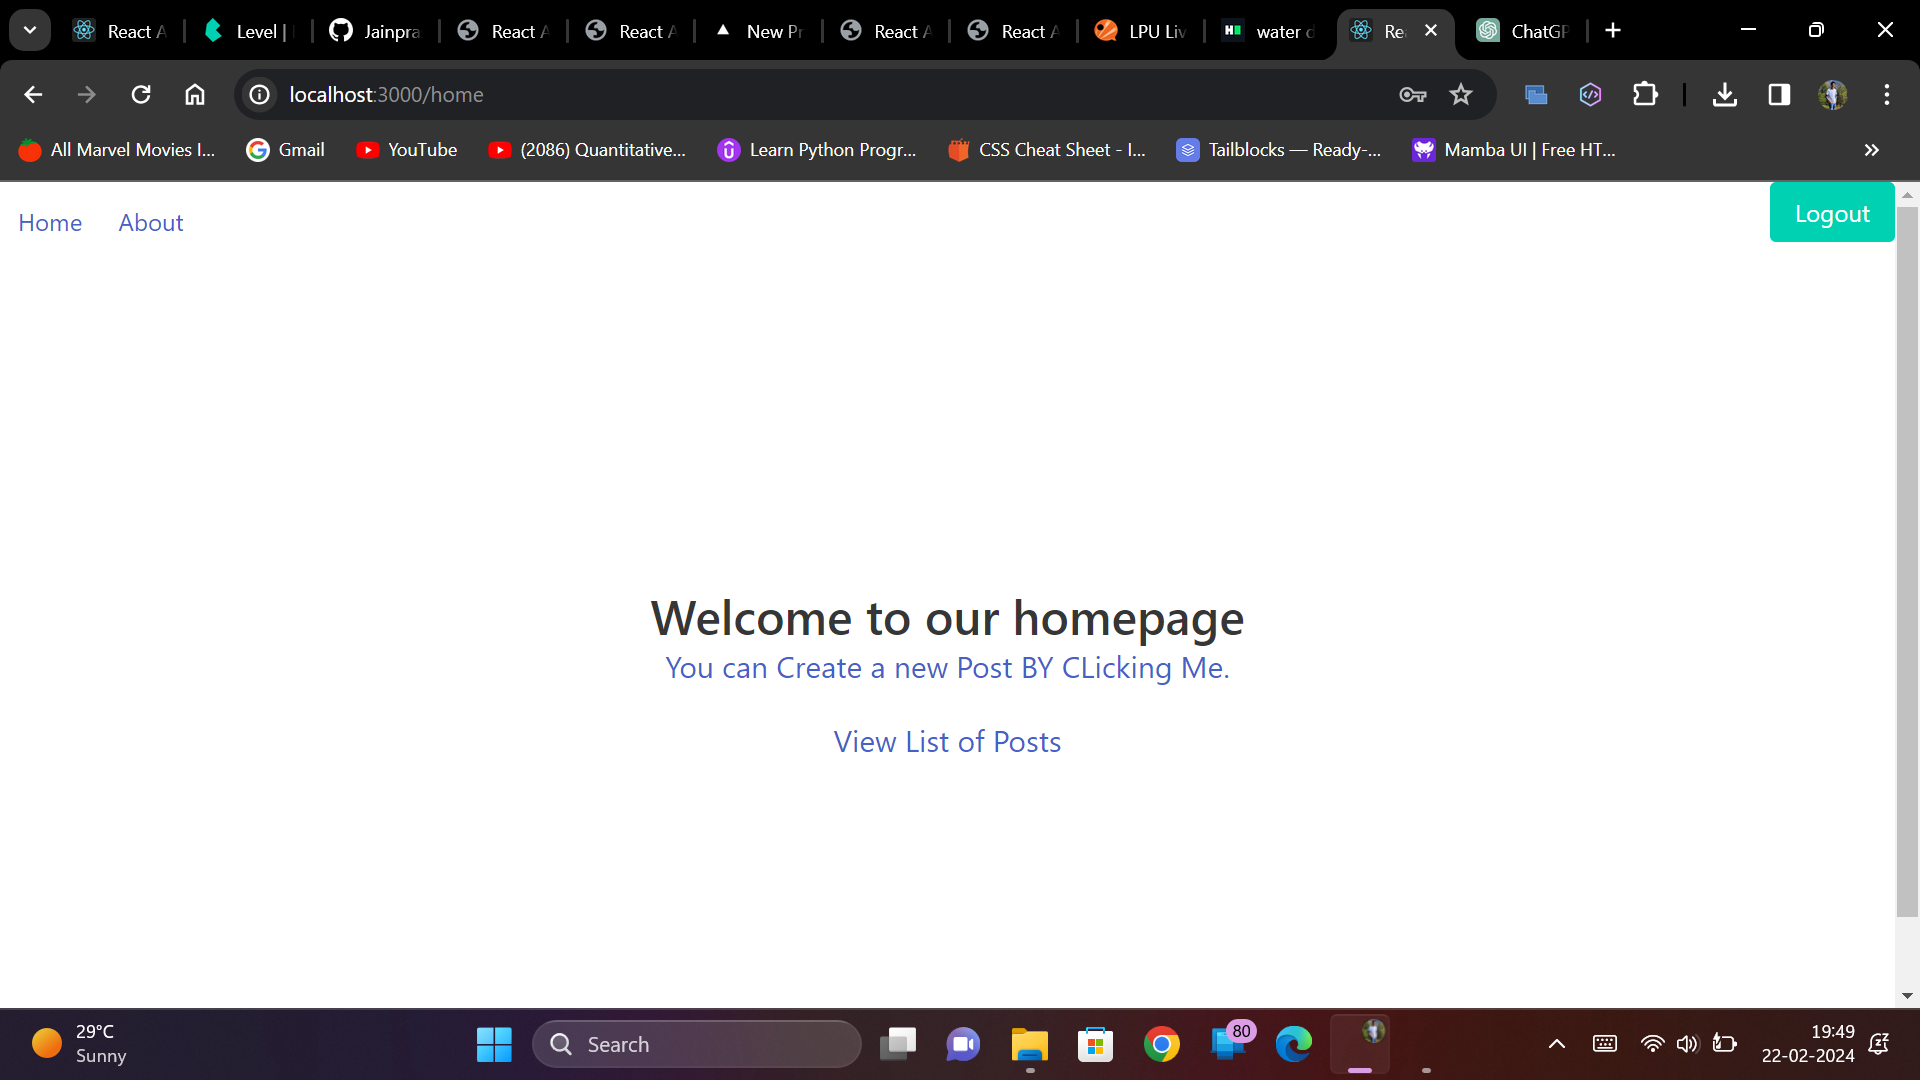 React A
Level |
Jainpra
React A
React A
New Pr
React A
React A
LPU Liv
water d
Re
ChatGP
localhost:3000/home
All Marvel Movies I...
Gmail
YouTube
(2086) Quantitative...
Learn Python Progr...
CSS Cheat Sheet - I...
Tailblocks — Ready-...
Mamba UI | Free HT...
Home
About
Logout
Welcome to our homepage
You can Create a new Post BY CLicking Me.
View List of Posts
29°C
Sunny
Search
80
19:49
22-02-2024